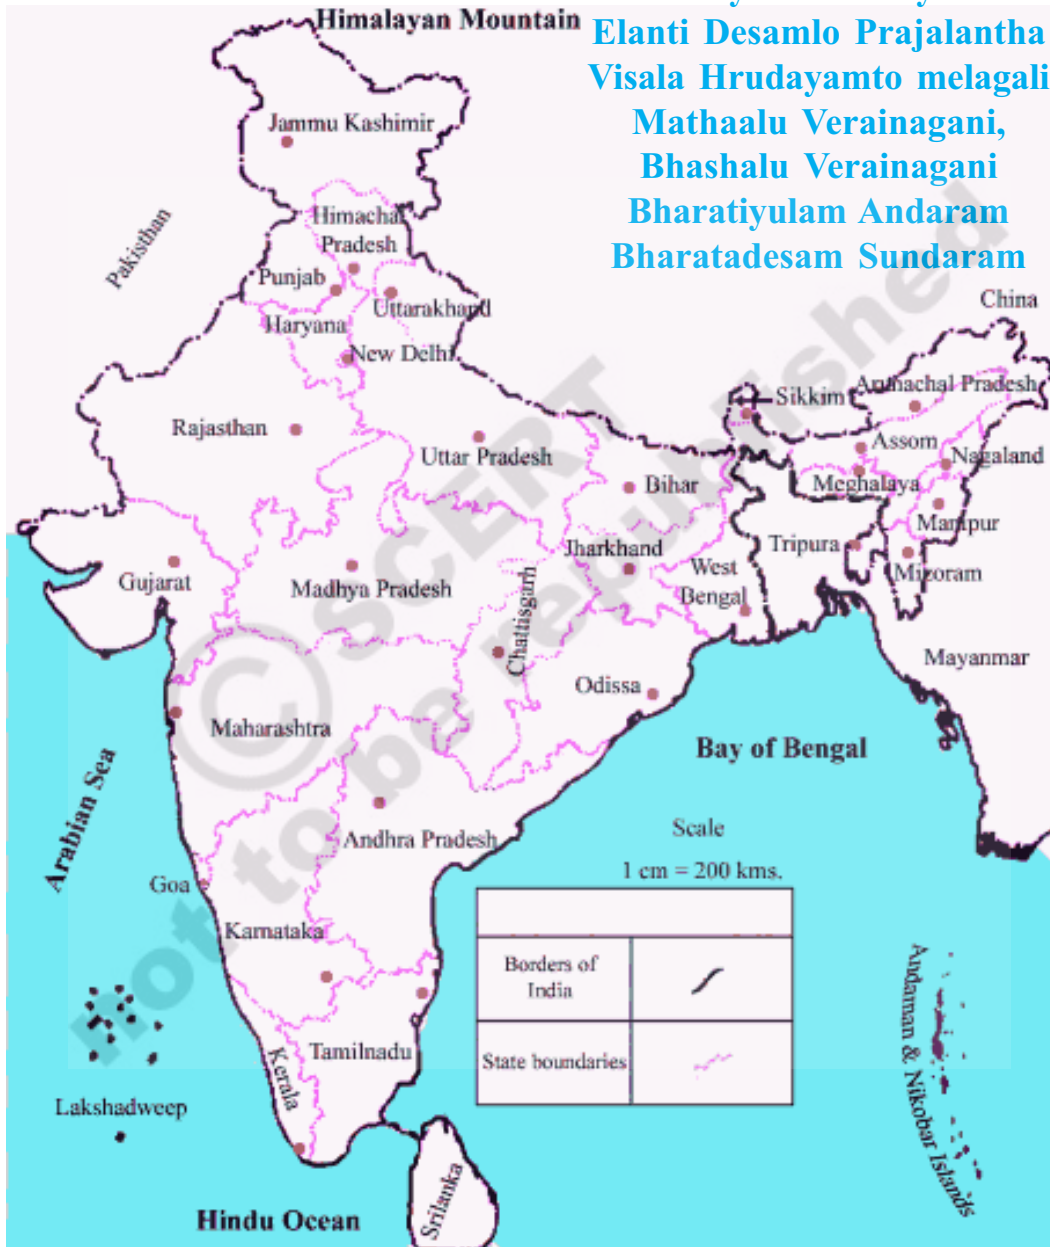 Himalayan Mountain
Elanti Desamlo Prajalantha
Visala Hrudayamto melagali
Mathaalu Verainagani,
Bhashalu Verainagani
Bharatiyulam Andaram
Bharatadesam Sundaram
Jammu Kashimir
Pakisthan
Himachal
Pradesh
Punjab
Uttarakhand
Haryana
New Delhi
China
Sikkim
Arunachal Pradesh
Rajasthan
Uttar Pradesh
Assom
Nagaland
Bihar
Meghalaya
Manipur
Jharkhand
Tripura
Mizoram
Gujarat
Madhya Pradesh
Chattisgarh
West
Bengal
Mayanmar
Odissa
Maharashtra
Bay of Bengal
Arabian Sea
Andhra Pradesh
Scale
1 cm = 200 kms.
Goa
Karnataka
Borders of
India
State boundaries
Andaman & Nikobar Islands
Kerala
Tamilnadu
Lakshadweep
Srilanka
Hindu Ocean
© SCERT
not to be republished